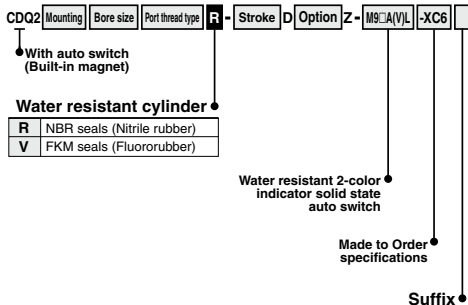 CDQ2 Mounting Bore size Port thread type R - Stroke D Option Z - M9□A(V)L -XC6
With auto switch
(Built-in magnet)
Water resistant cylinder
R NBR seals (Nitrile rubber)
V FKM seals (Fluororubber)
Water resistant 2-color
indicator solid state
auto switch
Made to Order
specifications
Suffix